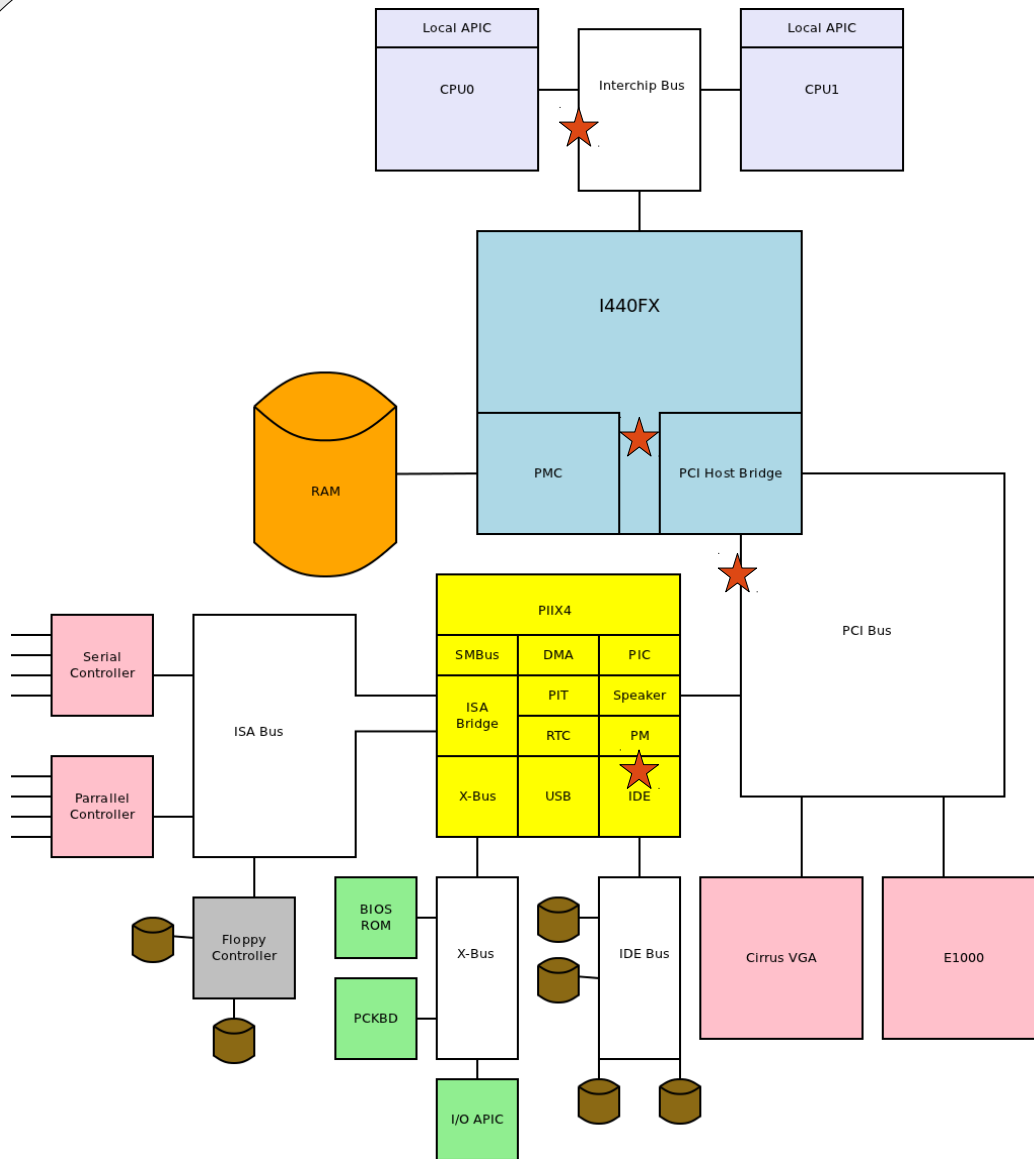 Local APIC
Local APIC
CPU0
Interchip Bus
CPU1
I440FX
PMC
PCI Host Bridge
RAM
PIIX4
PCI Bus
SMBus
DMA
PIC
Serial
Controller
ISA
Bridge
PIT
Speaker
ISA Bus
RTC
PM
Parrallel
Controller
X-Bus
USB
IDE
BIOS
ROM
Floppy
Controller
X-Bus
IDE Bus
Cirrus VGA
E1000
PCKBD
I/O APIC